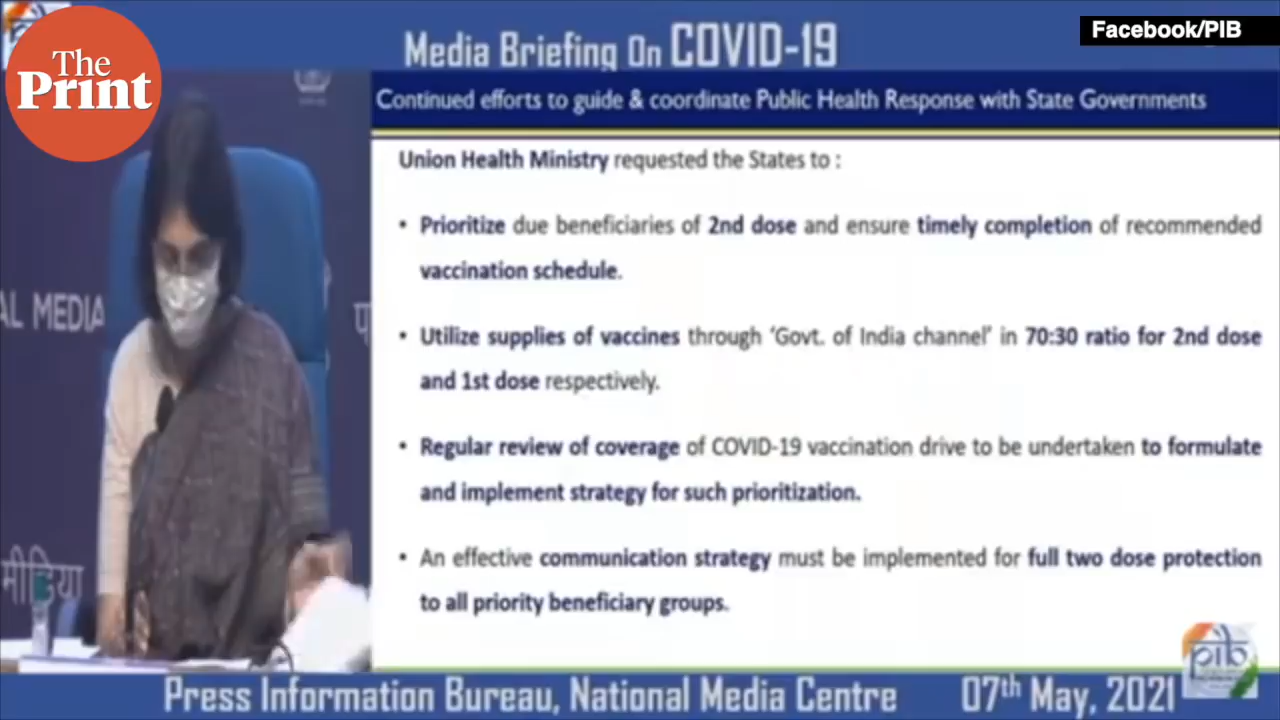 The
Print
Facebook/PIB
Media Briefing On COVID-19
Continued efforts to guide & coordinate Public Health Response with State Governments
Union Health Ministry requested the States to :
• Prioritize due beneficiaries of 2nd dose and ensure timely completion of recommended
vaccination schedule.
• Utilize supplies of vaccines through ‘Govt. of India channel’ in 70:30 ratio for 2nd dose
and 1st dose respectively.
• Regular review of coverage of COVID-19 vaccination drive to be undertaken to formulate
and implement strategy for such prioritization.
• An effective communication strategy must be implemented for full two dose protection
to all priority beneficiary groups.
AL MEDIA
मीडिया
pib
Press Information Bureau, National Media Centre 07th May, 2021